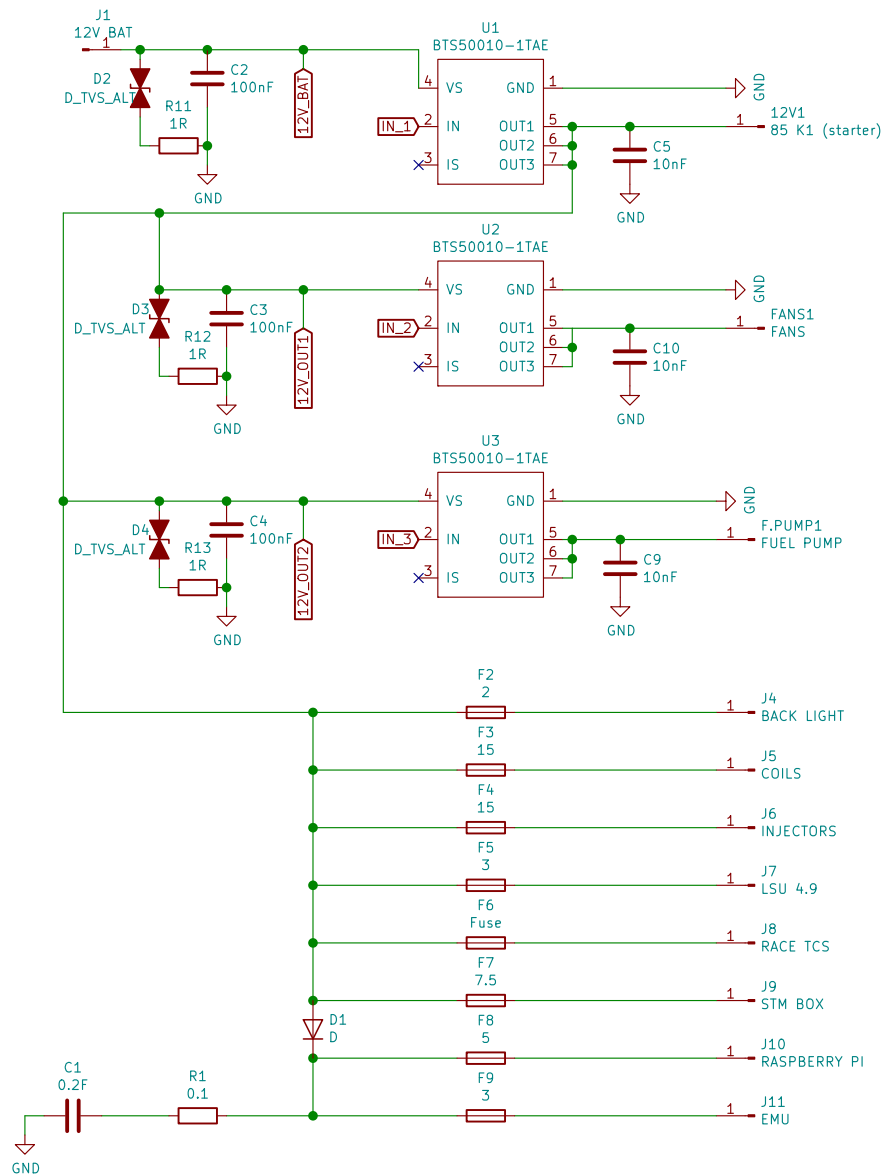 J1
12V_BAT
1
D2
D_TVS_ALT
C2
100nF
R11
1R
GND
12V_BAT
U1
BTS50010-1TAE
4 VS GND 1
IN_1 2 IN OUT1 5
OUT2 6
3 IS OUT3 7
GND
12V1
1 85 K1 (starter)
C5
10nF
GND
U2
BTS50010-1TAE
D3
D_TVS_ALT
C3
100nF
R12
1R
GND
12V_OUT1
4 VS GND 1
IN_2 2 IN OUT1 5
OUT2 6
3 IS OUT3 7
GND
FANS1
1 FANS
C10
10nF
GND
U3
BTS50010-1TAE
D4
D_TVS_ALT
C4
100nF
R13
1R
GND
12V_OUT2
4 VS GND 1
IN_3 2 IN OUT1 5
OUT2 6
3 IS OUT3 7
GND
F.PUMP1
1 FUEL PUMP
C9
10nF
GND
F2
2
1 J4
BACK LIGHT
F3
15
1 J5
COILS
F4
15
1 J6
INJECTORS
F5
3
1 J7
LSU 4.9
F6
Fuse
1 J8
RACE TCS
F7
7.5
1 J9
STM BOX
D1
D
F8
5
1 J10
RASPBERRY PI
C1
0.2F
R1
0.1
F9
3
1 J11
EMU
GND